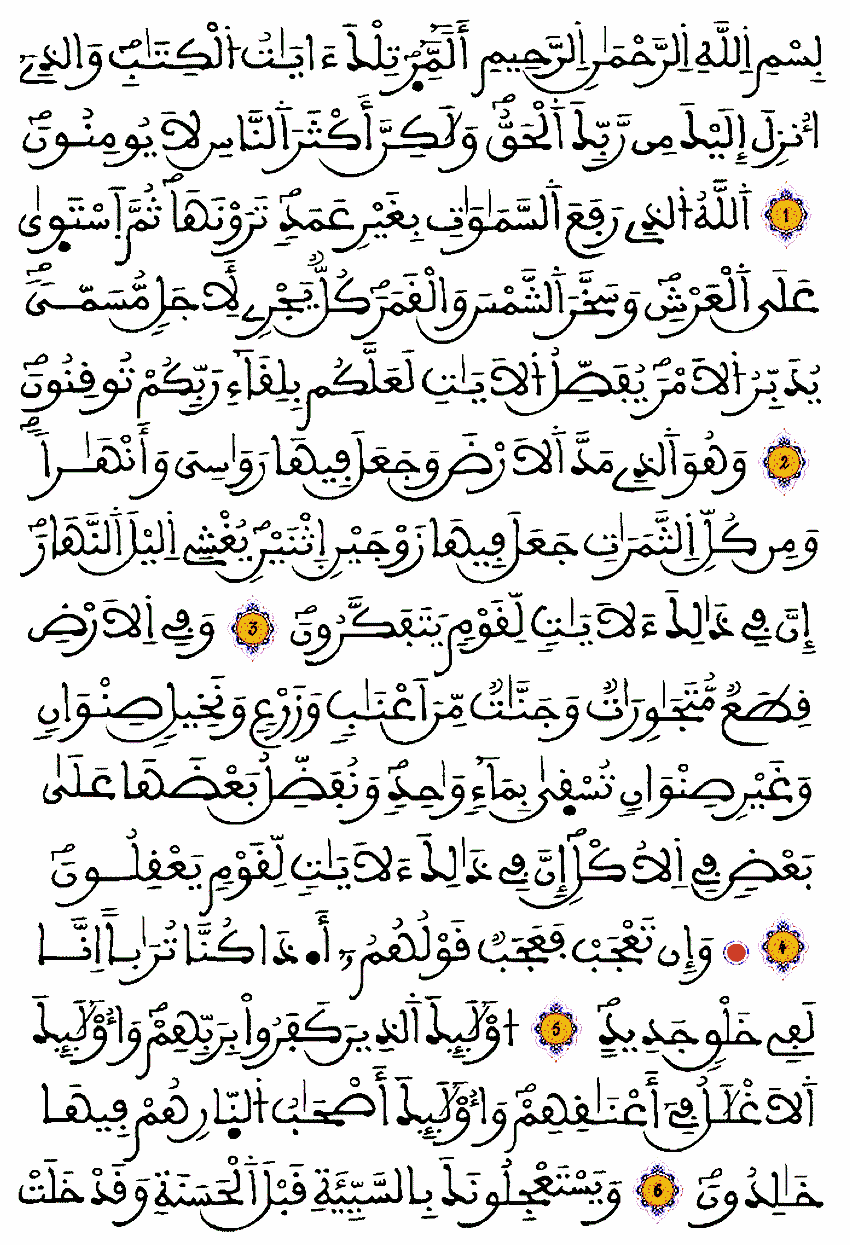 بِسْمِ اِللَّهِ اِلرَّحْمَٰنِ اِلرَّحِيمِ أَلَٓمِّٓرۖ تِلْكَ ءَايَٰتُ اُلْكِتَٰبِۖ وَالذِےٓ
أُنزِلَ إِلَيْكَ مِن رَّبِّكَ اَلْحَقُّۖ وَلَٰكِنَّ أَكْثَرَ اَلنَّاسِ لَا يُومِنُونَۖ
1 اَللَّهُ اُلذِے رَفَعَ اَلسَّمَٰوَٰتِ بِغَيْرِ عَمَدٖ تَرَوْنَهَاۖ ثُمَّ اَسْتَوَىٰ
عَلَى اَلْعَرْشِۖ وَسَخَّرَ اَلشَّمْسَ وَالْقَمَرَۖ كُلّٞ يَجْرِے لِأَجَلٖ مُّسَمّىٗۖ
يُدَبِّرُ اُلَامْرَۖ يُفَصِّلُ اُلَايَٰتِ لَعَلَّكُم بِلِقَآءِ رَبِّكُمْ تُوقِنُونَۖ
2 وَهُوَ اَلذِے مَدَّ اَلَارْضَ وَجَعَلَ فِيهَا رَوَٰسِىَ وَأَنْهَٰراٗۖ
وَمِن كُلِّ اِلثَّمَرَٰتِ جَعَلَ فِيهَا زَوْجَيْنِ اِثْنَيْنِۖ يُغْشِے اِليْلَ اَلنَّهَارَۖ
إِنَّ فِے ذَٰلِكَ ءَلَايَٰتٖ لِّقَوْمٖ يَتَفَكَّرُونَۖ 3 وَفِے اِلَارْضِ
قِطَعٞ مُّتَجَٰوِرَٰتٞ وَجَنَّٰتٞ مِّنَ اَعْنَٰبٖ وَزَرْعٖ وَنَخِيلٖ صِنْوَانٖ
وَغَيْرِ صِنْوَانٖ تُسْقَىٰ بِمَآءٖ وَٰحِدٖۖ وَنُفَضِّلُ بَعْضَهَا عَلَىٰ
بَعْضٖ فِے اِلُاكْلِۖ إِنَّ فِے ذَٰلِكَ ءَلَايَٰتٖ لِّقَوْمٖ يَعْقِلُونَۖ
4 وَإِن تَعْجَبْ فَعَجَبٞ قَوْلُهُمُۥٓ أَ.ذَا كُنَّا تُرَٰباً اِنَّا
لَفِے خَلْقٖ جَدِيدٍۖ 5 اُوْلَٰٓئِكَ اَلذِينَ كَفَرُواْ بِرَبِّهِمْۖ وَأُوْلَٰٓئِكَ
اَلَاغْلَٰلُ فِےٓ أَعْنَٰقِهِمْۖ وَأُوْلَٰٓئِكَ أَصْحَٰبُ اُلنّ۪ارِ هُمْ فِيهَا
خَٰلِدُونَۖ 6 وَيَسْتَعْجِلُونَكَ بِالسَّيِّئَةِ قَبْلَ اَلْحَسَنَةِ وَقَدْ خَلَتْ